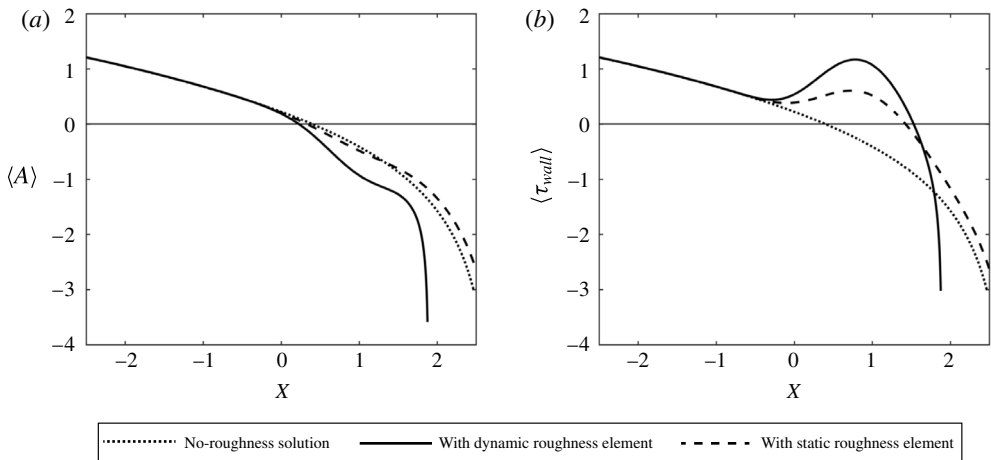 (a)
2
1
0
−1
−2
−3
−4
⟨A⟩
−2 −1 0 1 2
X
(b)
2
1
0
−1
−2
−3
−4
⟨τwall⟩
−2 −1 0 1 2
X
No-roughness solution With dynamic roughness element With static roughness element